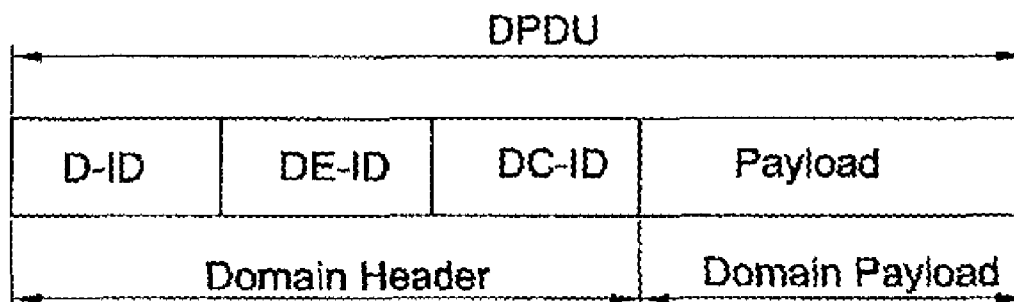 DPDU
D-ID DE-ID DC-ID Payload
Domain Header Domain Payload